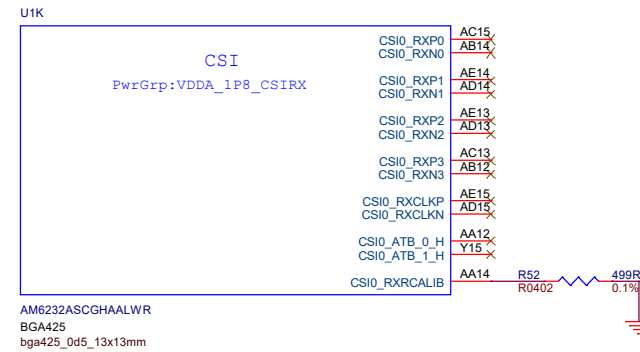 U1K
CSI
PwrGrp:VDDA_1P8_CSIRX
CSI0_RXP0 AC15
CSI0_RXN0 AB14
CSI0_RXP1 AE14
CSI0_RXN1 AD14
CSI0_RXP2 AE13
CSI0_RXN2 AD13
CSI0_RXP3 AC13
CSI0_RXN3 AB12
CSI0_RXCLKP AE15
CSI0_RXCLKN AD15
CSI0_ATB_0_H AA12
CSI0_ATB_1_H Y15
CSI0_RXRCALIB AA14
R52 499R
R0402 0.1%
AM6232ASCGHAALWR
BGA425
bga425_0d5_13x13mm